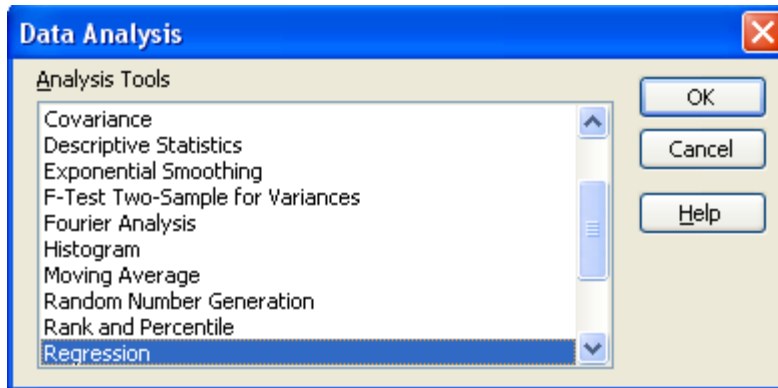 Data Analysis
Analysis Tools
Covariance
Descriptive Statistics
Exponential Smoothing
F-Test Two-Sample for Variances
Fourier Analysis
Histogram
Moving Average
Random Number Generation
Rank and Percentile
Regression
OK
Cancel
Help